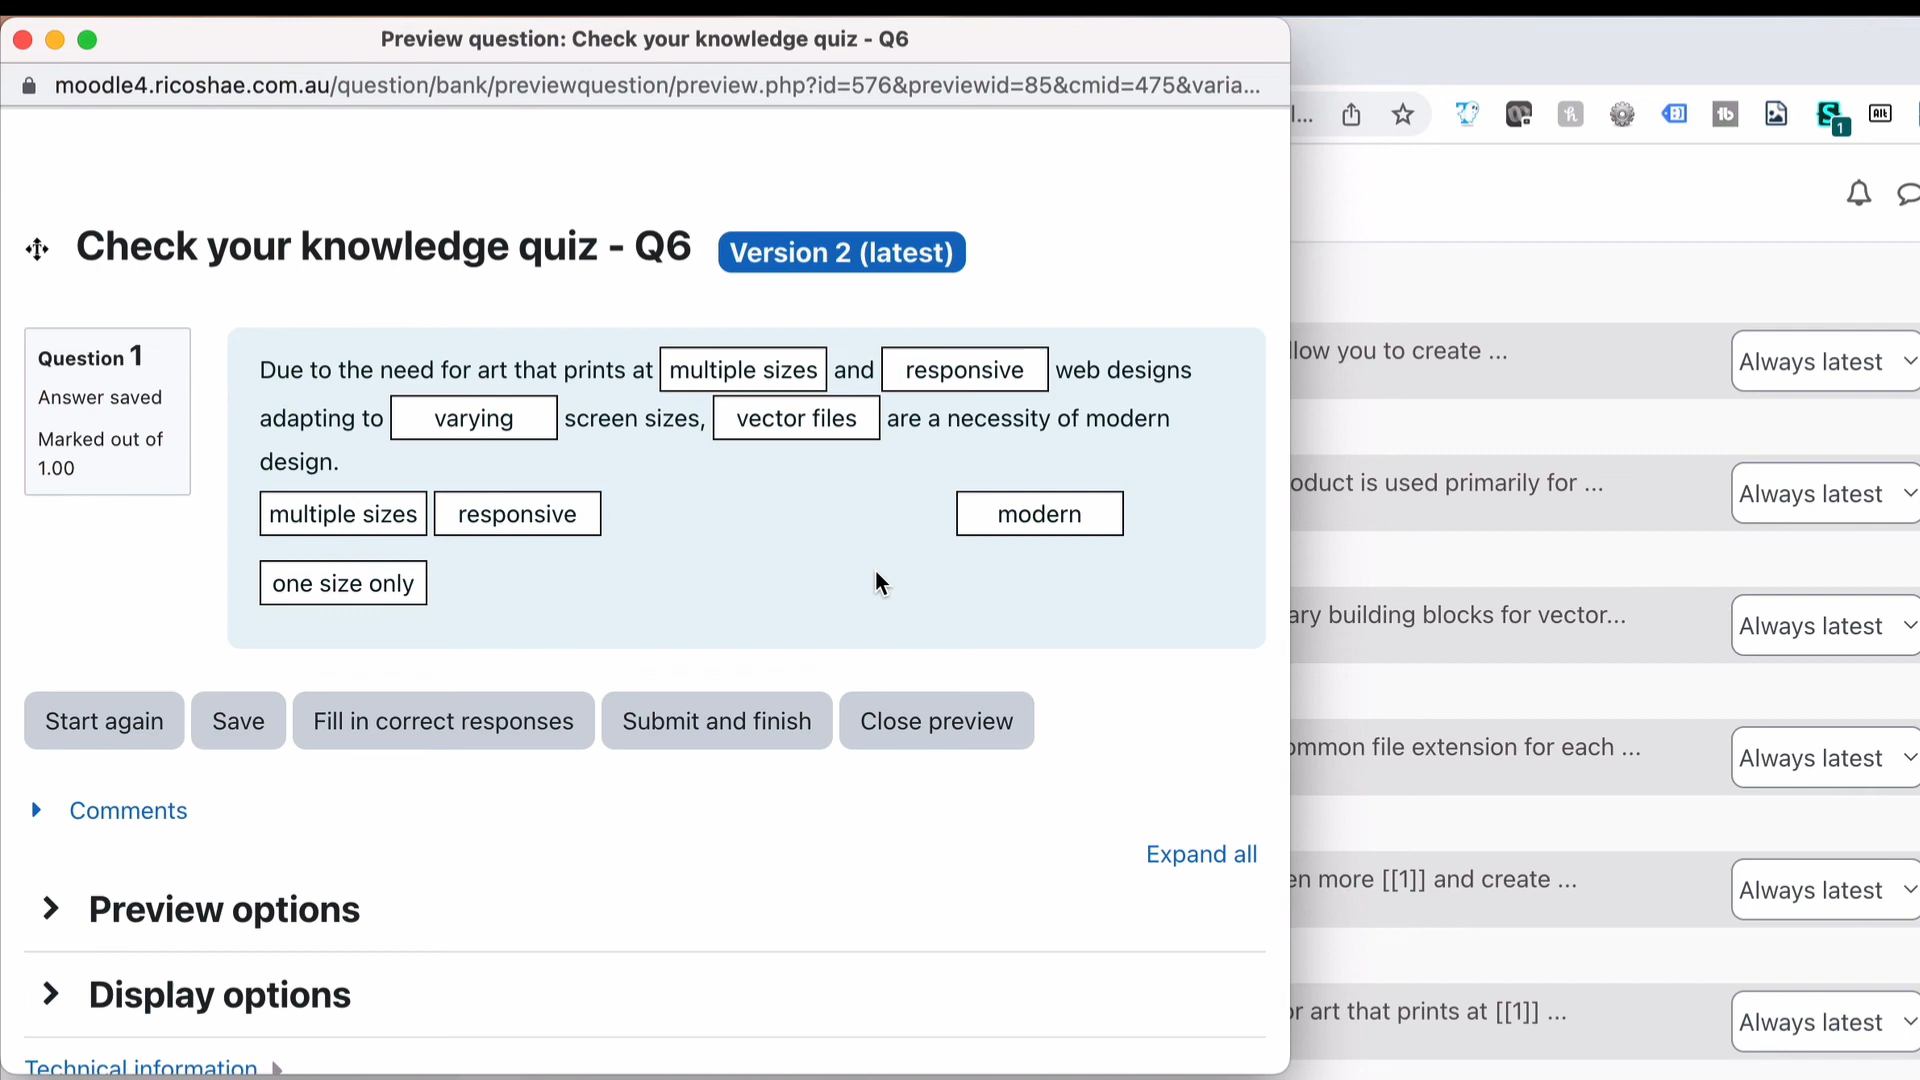 Preview question: Check your knowledge quiz - Q6
moodle4.ricoshae.com.au/question/bank/previewquestion/preview.php?id=576&previewid=85&cmid=475&varia...
Check your knowledge quiz - Q6 Version 2 (latest)
Question 1
Answer saved
Marked out of
1.00
Due to the need for art that prints at multiple sizes and responsive web designs
adapting to varying screen sizes, vector files are a necessity of modern
design.
multiple sizes responsive modern
one size only
Start again Save Fill in correct responses Submit and finish Close preview
Comments
Expand all
Preview options
Display options
Technical information
...
1
Alt
llow you to create ... Always latest
oduct is used primarily for ... Always latest
ary building blocks for vector... Always latest
ommon file extension for each ... Always latest
en more [[1]] and create ... Always latest
or art that prints at [[1]] ... Always latest